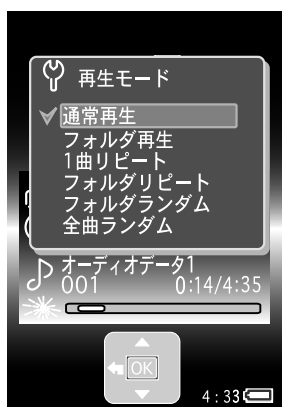 再生モード
通常再生
フォルダ再生
1曲リピート
フォルダリピート
フォルダランダム
全曲ランダム
オーディオデータ1
001 0:14/4:35
OK
4:33